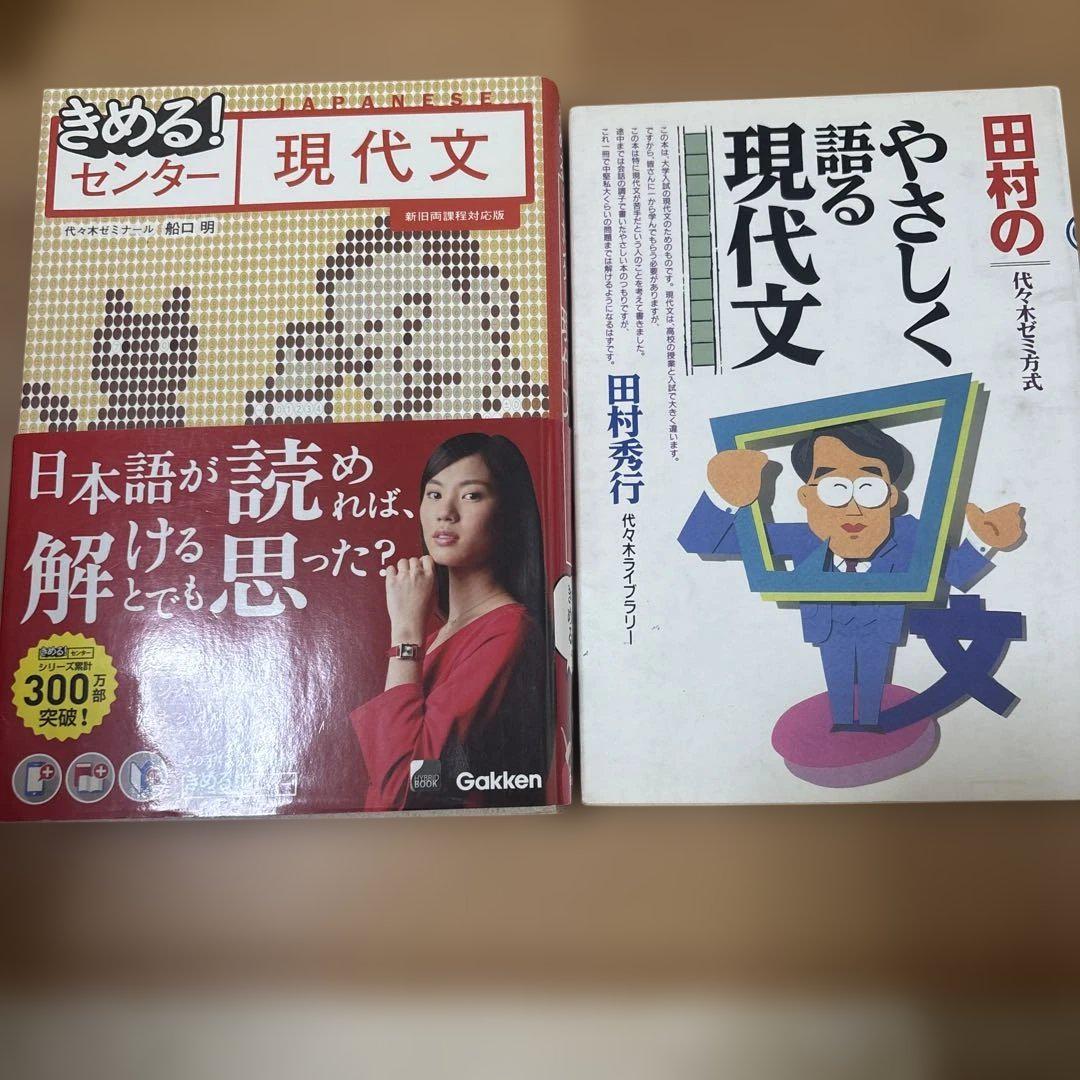 きめる!
センター
JAPANESE
現代文
新旧両課程対応版
代々木ゼミナール 船口 明
日本語が読めれば、
解けるとでも思った?
きめる!センター
シリーズ累計
300万部
突破!
HYBRID
BOOK
Gakken
田村の
代々木ゼミ方式
やさしく
語る
現代文
この本は、大学入試の現代文のためのものです。現代文は、高校の授業と入試で大きく違います。
ですから、皆さんに一から学んでもらう必要がありますが、
この本は特に現代文が苦手だという人のことを考えて書きました。
途中までは会話の調子で書いたやさしい本のつもりですが、
これ一冊で中堅私大くらいの問題までは解けるようになるはずです。
田村秀行
代々木ライブラリー
文